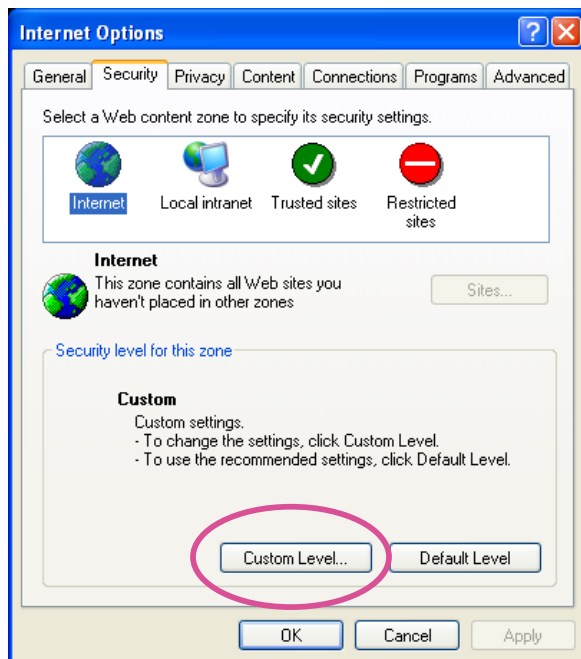 Internet Options
General Security Privacy Content Connections Programs Advanced
Select a Web content zone to specify its security settings.
Internet Local intranet Trusted sites Restricted
sites
Internet
This zone contains all Web sites you
haven't placed in other zones
Sites...
Security level for this zone
Custom
Custom settings.
- To change the settings, click Custom Level.
- To use the recommended settings, click Default Level.
Custom Level... Default Level
OK Cancel Apply